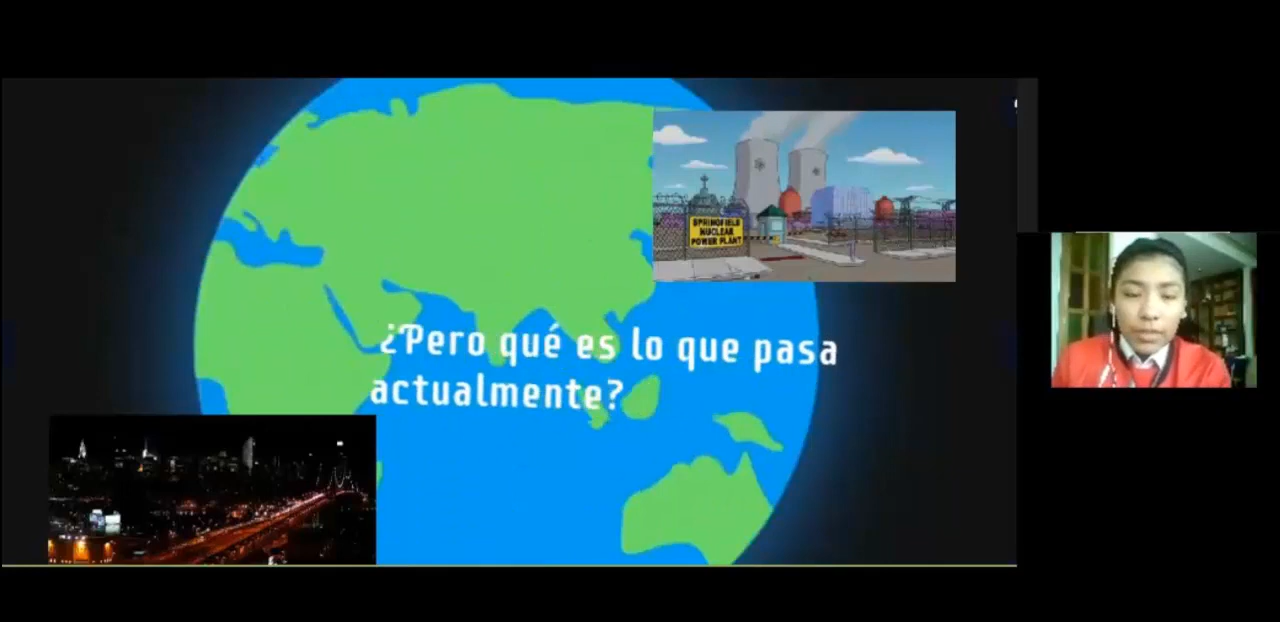 SPRINGFIELD
NUCLEAR
POWER PLANT
¿Pero qué es lo que pasa
actualmente?